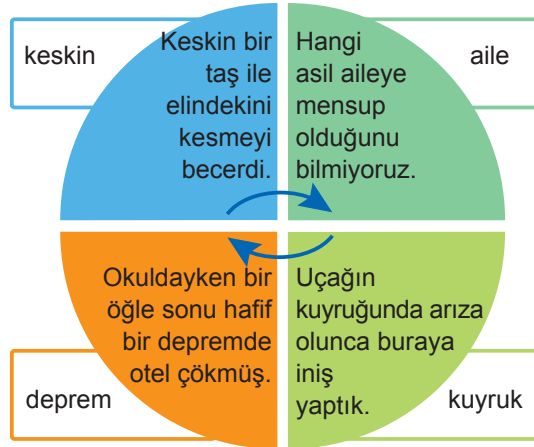 keskin
Keskin bir
taş ile
elindekini
kesmeyi
becerdi.
Hangi
asil aileye
mensup
olduğunu
bilmiyoruz.
aile
Okuldayken bir
öğle sonu hafif
bir depremde
otel çökmüş.
deprem
Uçağın
kuyruğunda arıza
olunca buraya
iniş
yaptık.
kuyruk